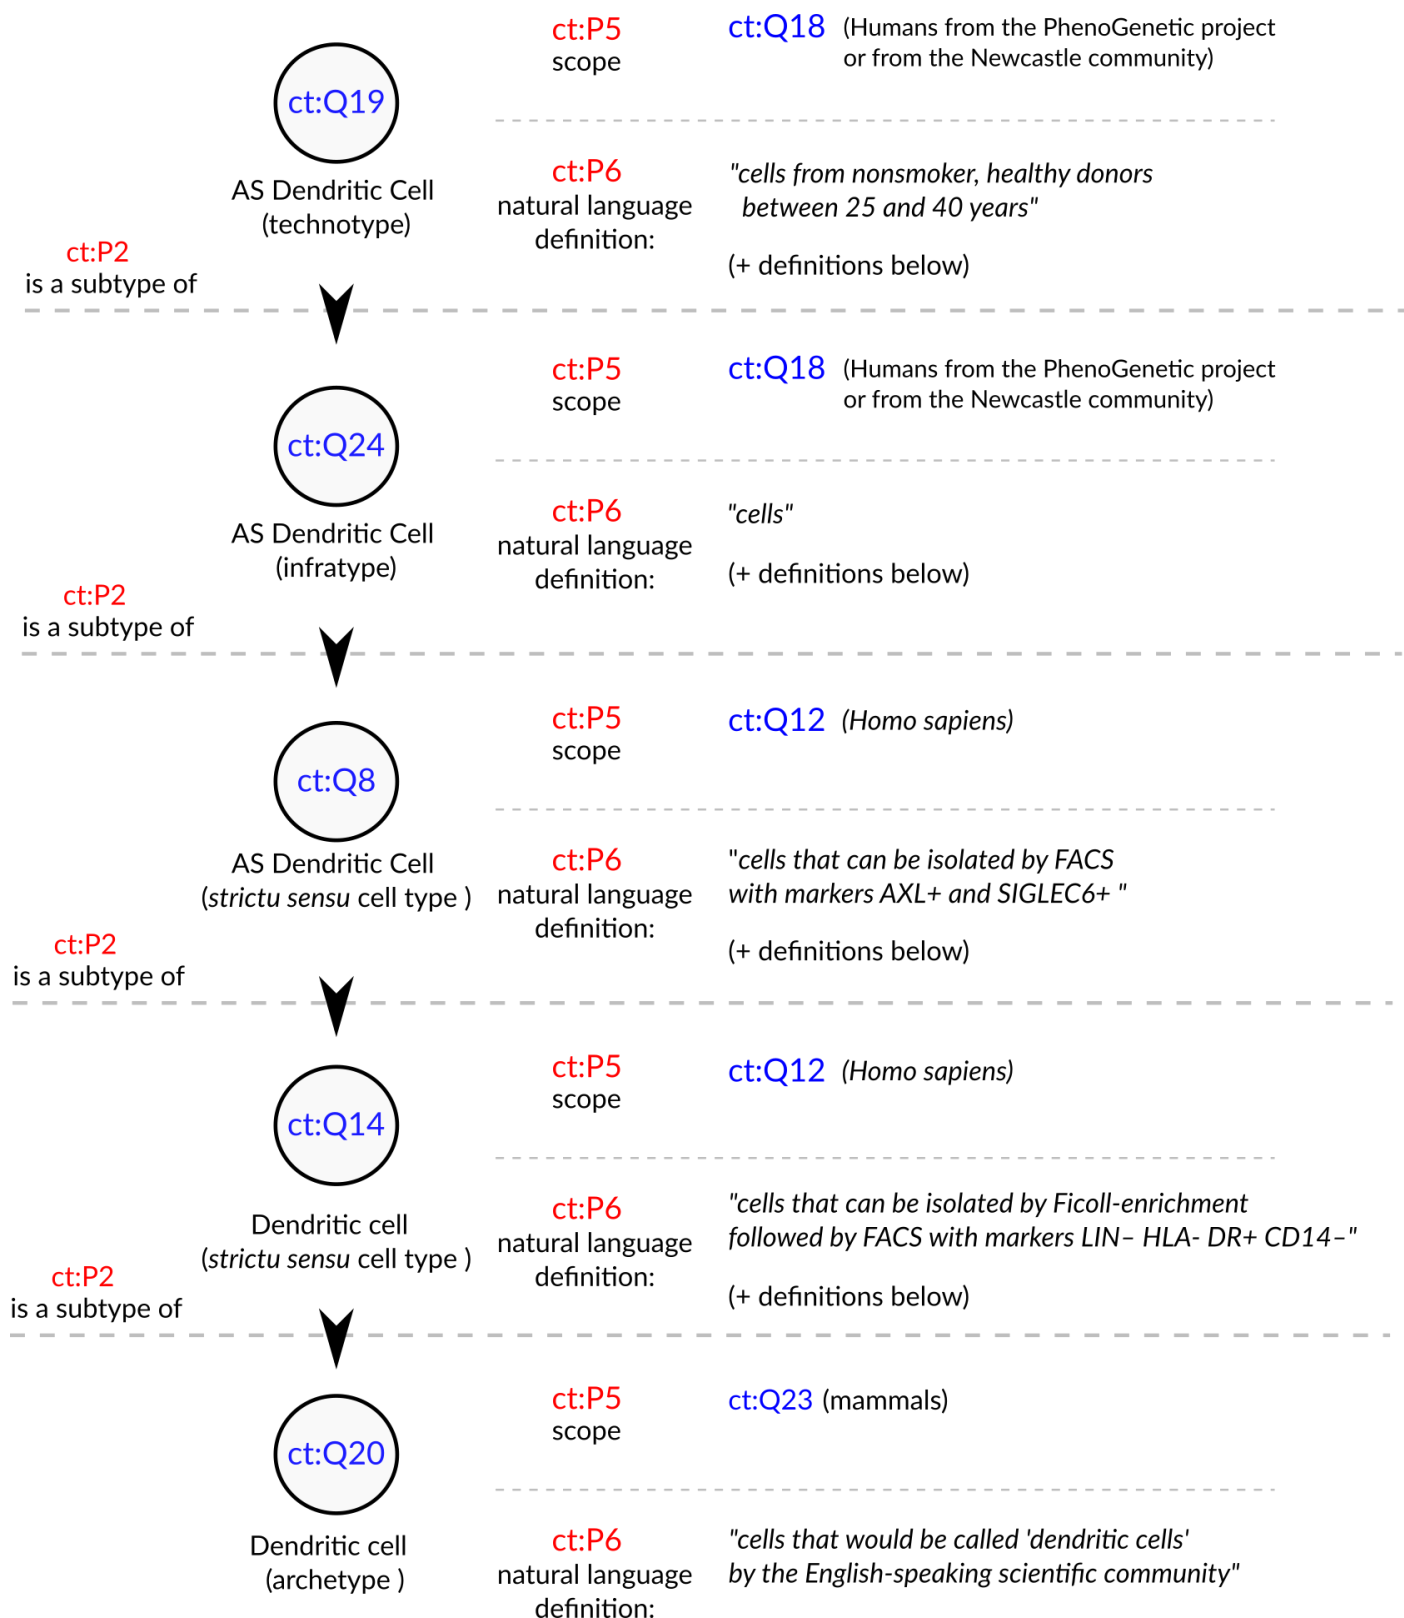 ct:P5
scope
ct:Q18 (Humans from the PhenoGenetic project
or from the Newcastle community)
ct:Q19
AS Dendritic Cell
(technotype)
ct:P6
natural language
definition:
"cells from nonsmoker, healthy donors
between 25 and 40 years"
(+ definitions below)
ct:P2
is a subtype of
ct:P5
scope
ct:Q18 (Humans from the PhenoGenetic project
or from the Newcastle community)
ct:Q24
AS Dendritic Cell
(infratype)
ct:P6
natural language
definition:
"cells"
(+ definitions below)
ct:P2
is a subtype of
ct:P5
scope
ct:Q12 (Homo sapiens)
ct:Q8
AS Dendritic Cell
(strictu sensu cell type )
ct:P6
natural language
definition:
"cells that can be isolated by FACS
with markers AXL+ and SIGLEC6+ "
(+ definitions below)
ct:P2
is a subtype of
ct:P5
scope
ct:Q12 (Homo sapiens)
ct:Q14
Dendritic cell
(strictu sensu cell type )
ct:P6
natural language
definition:
"cells that can be isolated by Ficoll-enrichment
followed by FACS with markers LIN– HLA- DR+ CD14–"
(+ definitions below)
ct:P2
is a subtype of
ct:P5
scope
ct:Q23 (mammals)
ct:Q20
Dendritic cell
(archetype )
ct:P6
natural language
definition:
"cells that would be called 'dendritic cells'
by the English-speaking scientific community"